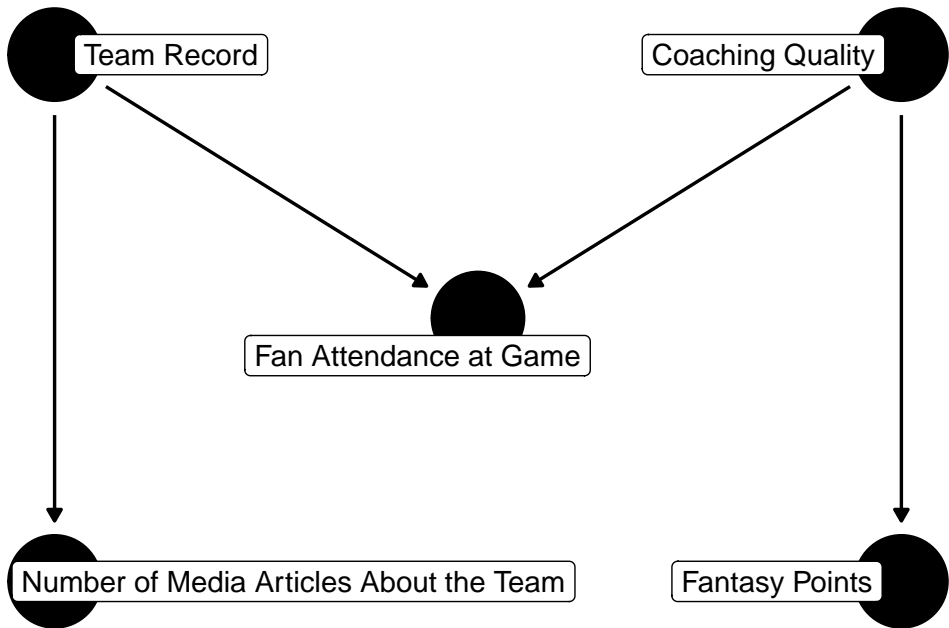 Team Record
Coaching Quality
Fan Attendance at Game
Number of Media Articles About the Team
Fantasy Points